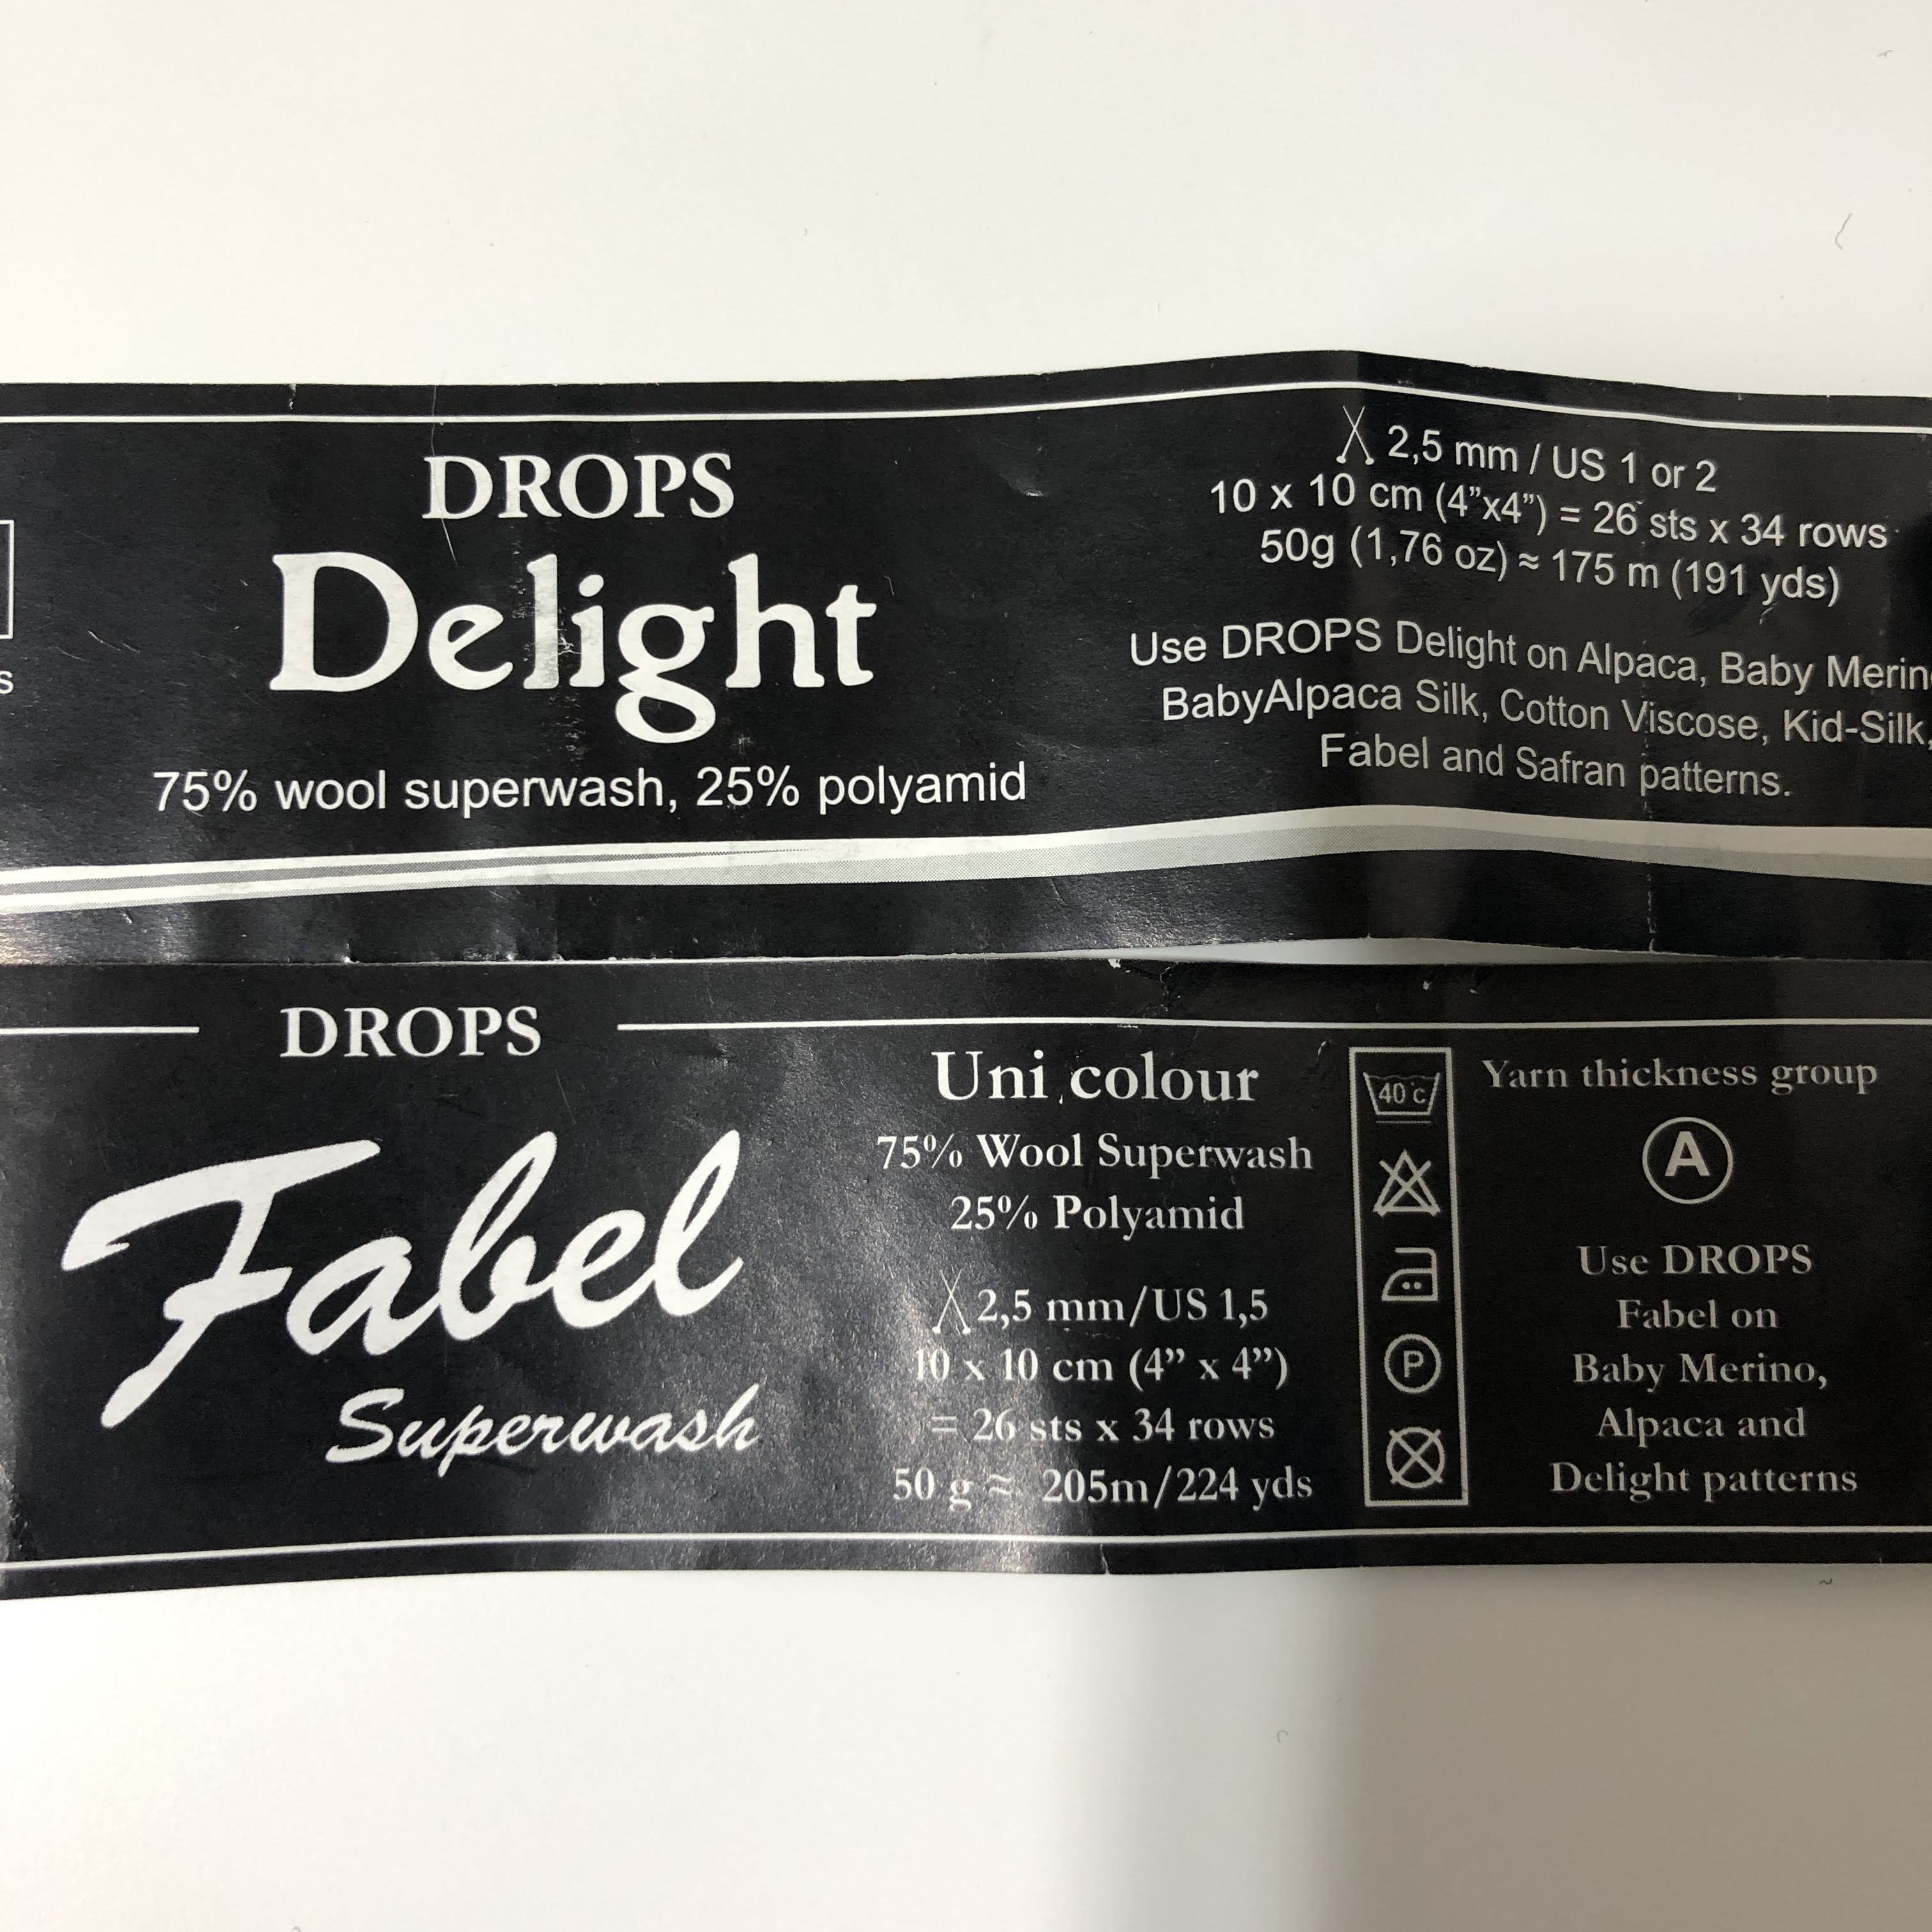 s
DROPS
Delight
75% wool superwash, 25% polyamid
2,5 mm / US 1 or 2
10 x 10 cm (4”x4”) = 26 sts x 34 rows
50g (1,76 oz) ≈ 175 m (191 yds)
Use DROPS Delight on Alpaca, Baby Merin
BabyAlpaca Silk, Cotton Viscose, Kid-Silk,
Fabel and Safran patterns.
DROPS
Fabel
Superwash
Uni colour
75% Wool Superwash
25% Polyamid
2,5 mm/US 1,5
10 x 10 cm (4” x 4”)
= 26 sts x 34 rows
50 g ≈ 205m/224 yds
40 c
P
Yarn thickness group
A
Use DROPS
Fabel on
Baby Merino,
Alpaca and
Delight patterns